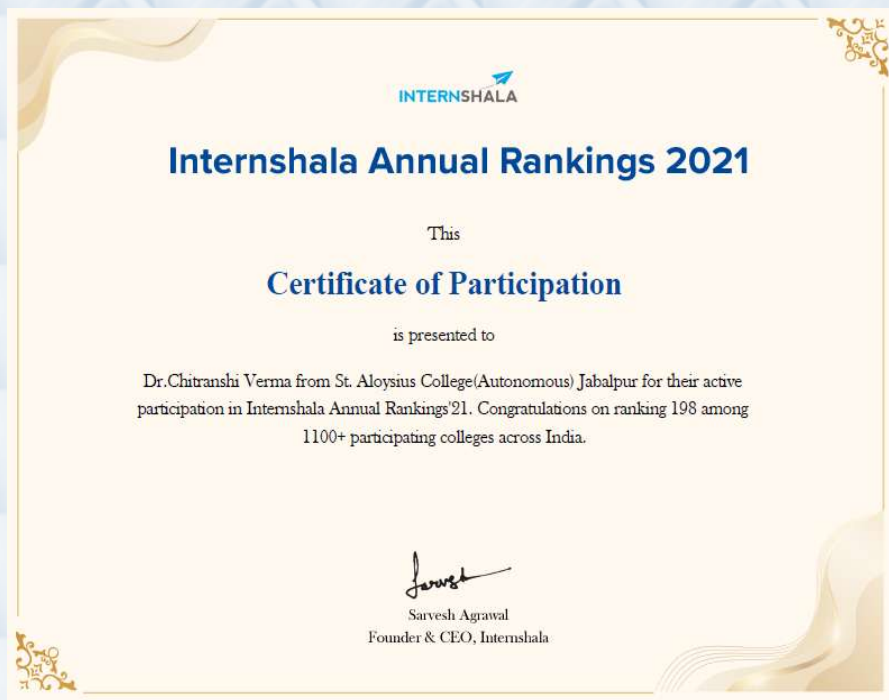 INTERNSHALA
Internshala Annual Rankings 2021
This
Certificate of Participation
is presented to
Dr.Chitranshi Verma from St. Aloysius College(Autonomous) Jabalpur for their active
participation in Internshala Annual Rankings'21. Congratulations on ranking 198 among
1100+ participating colleges across India.
Sarvesh
Sarvesh Agrawal
Founder & CEO, Internshala